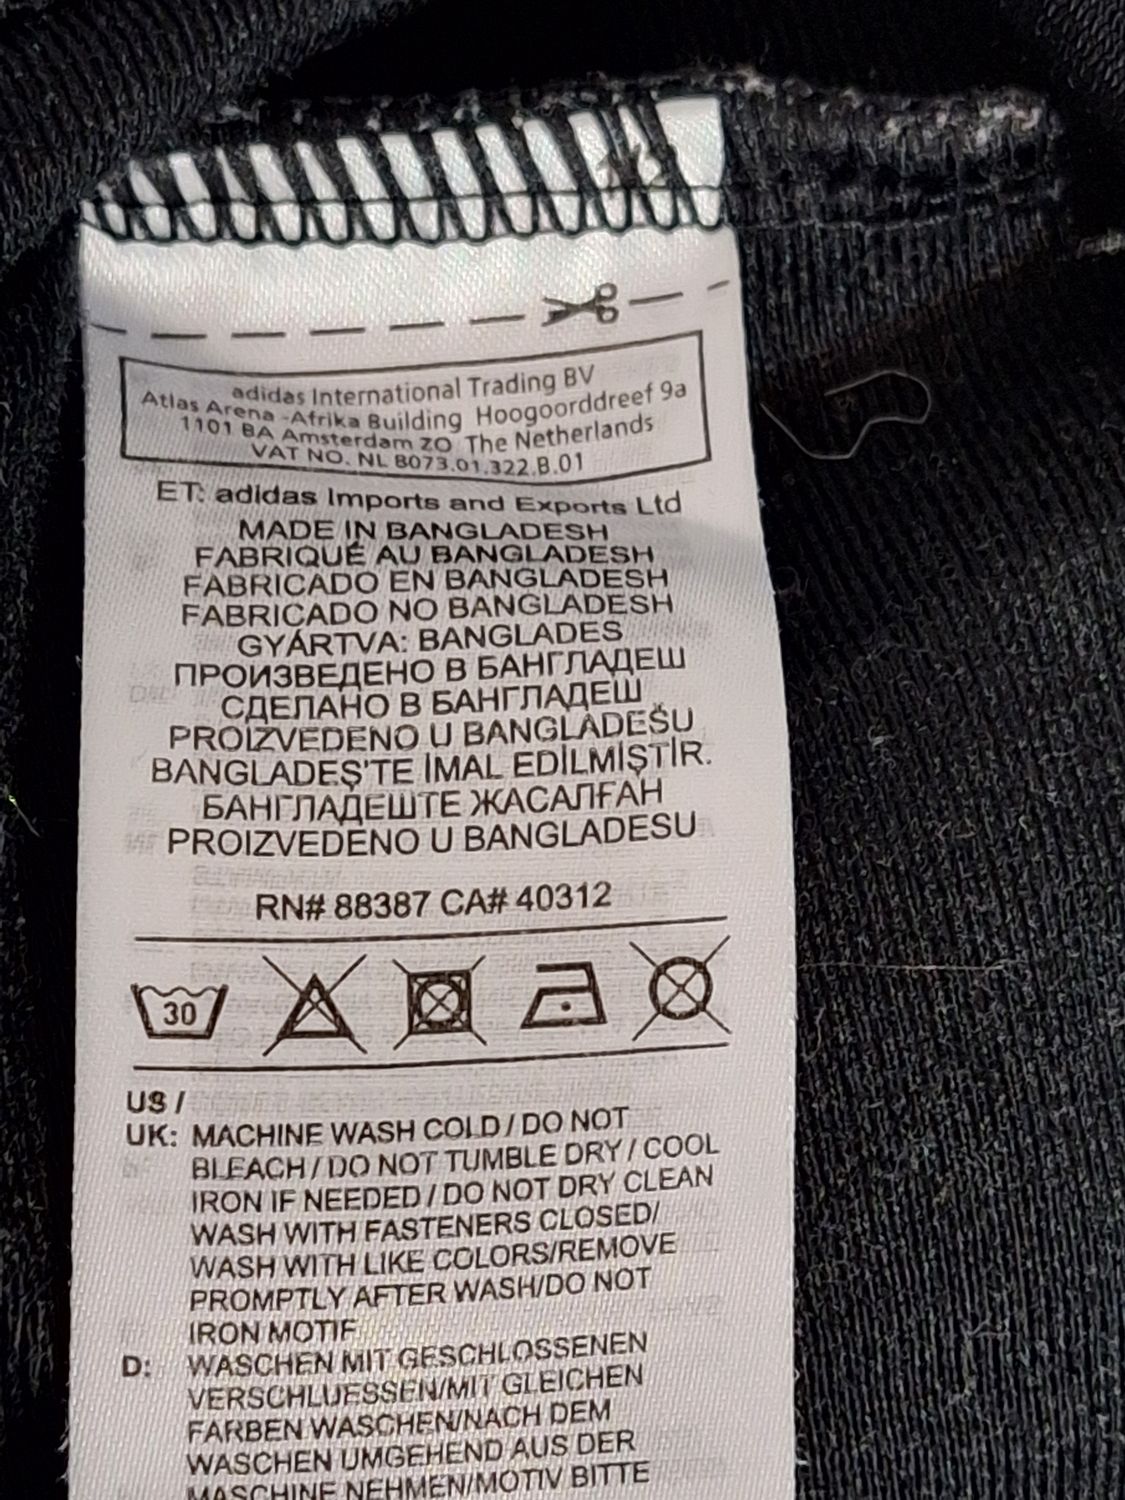 adidas International Trading BV
Atlas Arena -Afrika Building Hoogoorddreef 9a
1101 BA Amsterdam ZO The Netherlands
VAT NO. NL 8073.01.322.B.01
ET: adidas Imports and Exports Ltd
MADE IN BANGLADESH
FABRIQUÉ AU BANGLADESH
FABRICADO EN BANGLADESH
FABRICADO NO BANGLADESH
GYÁRTVA: BANGLADES
ПРОИЗВЕДЕНО В БАНГЛАДЕШ
СДЕЛАНО В БАНГЛАДЕШ
PROIZVEDENO U BANGLADEŠU
BANGLADEŞ'TE İMAL EDİLMİŞTİR.
БАНГЛАДЕШТЕ ЖАСАЛҒАН
PROIZVEDENO U BANGLADESU
RN# 88387 CA# 40312
30
US /
UK: MACHINE WASH COLD / DO NOT
BLEACH / DO NOT TUMBLE DRY / COOL
IRON IF NEEDED / DO NOT DRY CLEAN
WASH WITH FASTENERS CLOSED/
WASH WITH LIKE COLORS/REMOVE
PROMPTLY AFTER WASH/DO NOT
IRON MOTIF
D: WASCHEN MIT GESCHLOSSENEN
VERSCHLUESSEN/MIT GLEICHEN
FARBEN WASCHEN/NACH DEM
WASCHEN UMGEHEND AUS DER
MASCHINE NEHMEN/MOTIV BITTE